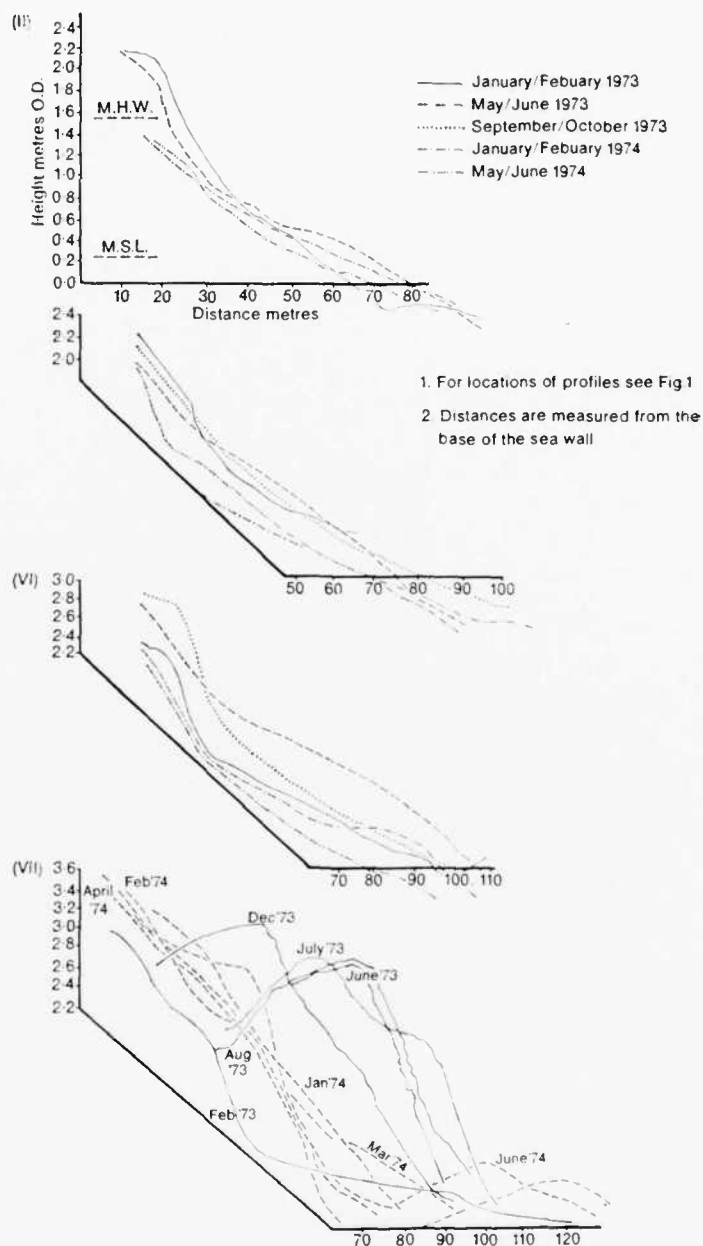 (II)
2·4
2·2
2·0
1·8
1·6
1·4
1·2
1·0
0·8
0·6
0·4
0·2
0·0
Height metres O.D.
M.H.W.
M.S.L.
10 20 30 40 50 60 70 80
Distance metres
January/Febuary 1973
May/June 1973
September/October 1973
January/Febuary 1974
May/June 1974
2·4
2·2
2·0
50 60 70 80 90 100
1. For locations of profiles see Fig.1
2. Distances are measured from the
base of the sea wall
(VI)
3·0
2·8
2·6
2·4
2·2
70 80 90 100 110
(VII)
3·6
3·4
3·2
3·0
2·8
2·6
2·4
2·2
April
'74
Feb'74
Dec'73
July'73
June'73
Aug
'73
Feb'73
Jan'74
Mar'74
June'74
70 80 90 100 110 120